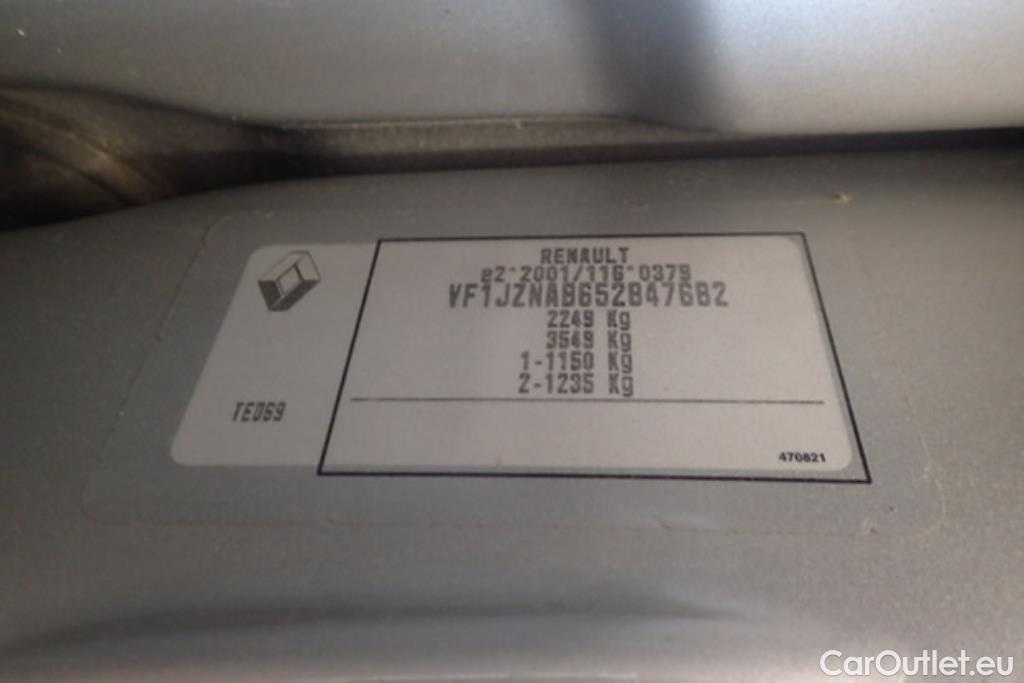 RENAULT
e2*2001/116*0379
VF1JZNAB652847682
2249 Kg
3549 Kg
1-1150 Kg
2-1235 Kg
TED69
470821
CarOutlet.eu